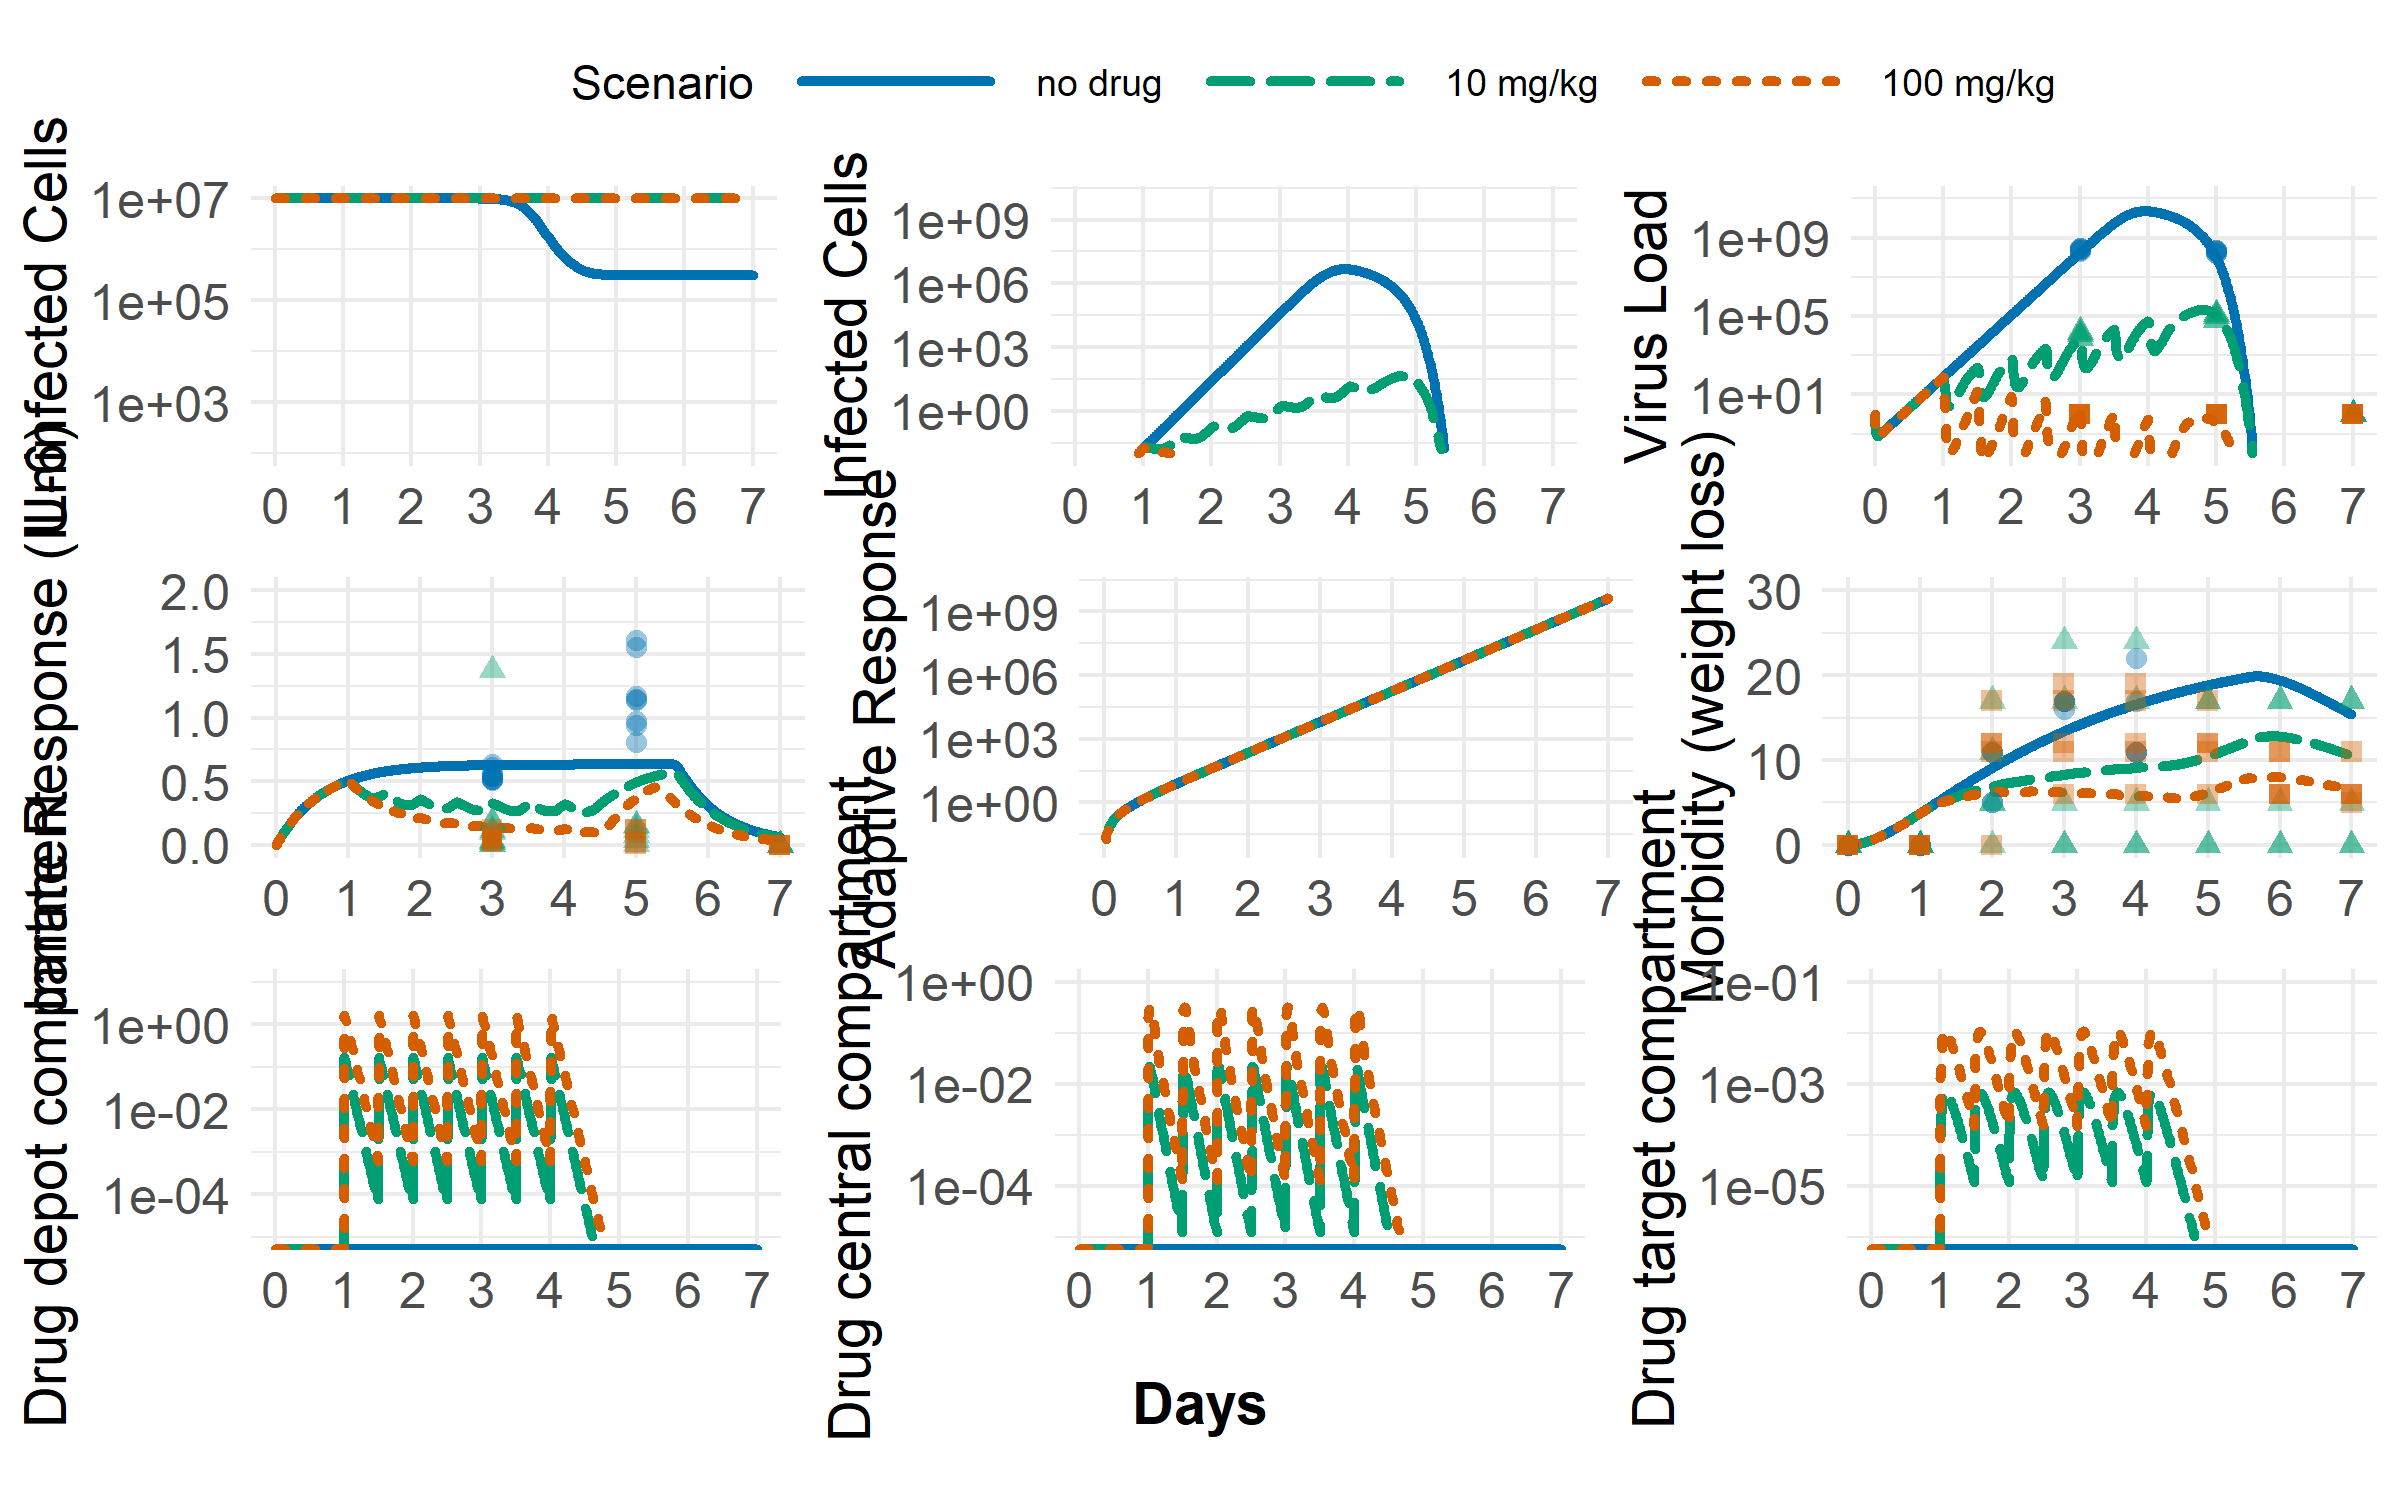 Scenario no drug 10 mg/kg 100 mg/kg
Uninfected Cells
1e+07
1e+05
1e+03
0 1 2 3 4 5 6 7
Infected Cells
1e+09
1e+06
1e+03
1e+00
0 1 2 3 4 5 6 7
Virus Load
1e+09
1e+05
1e+01
0 1 2 3 4 5 6 7
Innate Response (IL-6)
2.0
1.5
1.0
0.5
0.0
0 1 2 3 4 5 6 7
Adaptive Response
1e+09
1e+06
1e+03
1e+00
0 1 2 3 4 5 6 7
Morbidity (weight loss)
30
20
10
0
0 1 2 3 4 5 6 7
Drug depot compartment
1e+00
1e-02
1e-04
0 1 2 3 4 5 6 7
Drug central compartment
1e+00
1e-02
1e-04
0 1 2 3 4 5 6 7
Drug target compartment
1e-01
1e-03
1e-05
0 1 2 3 4 5 6 7
Days